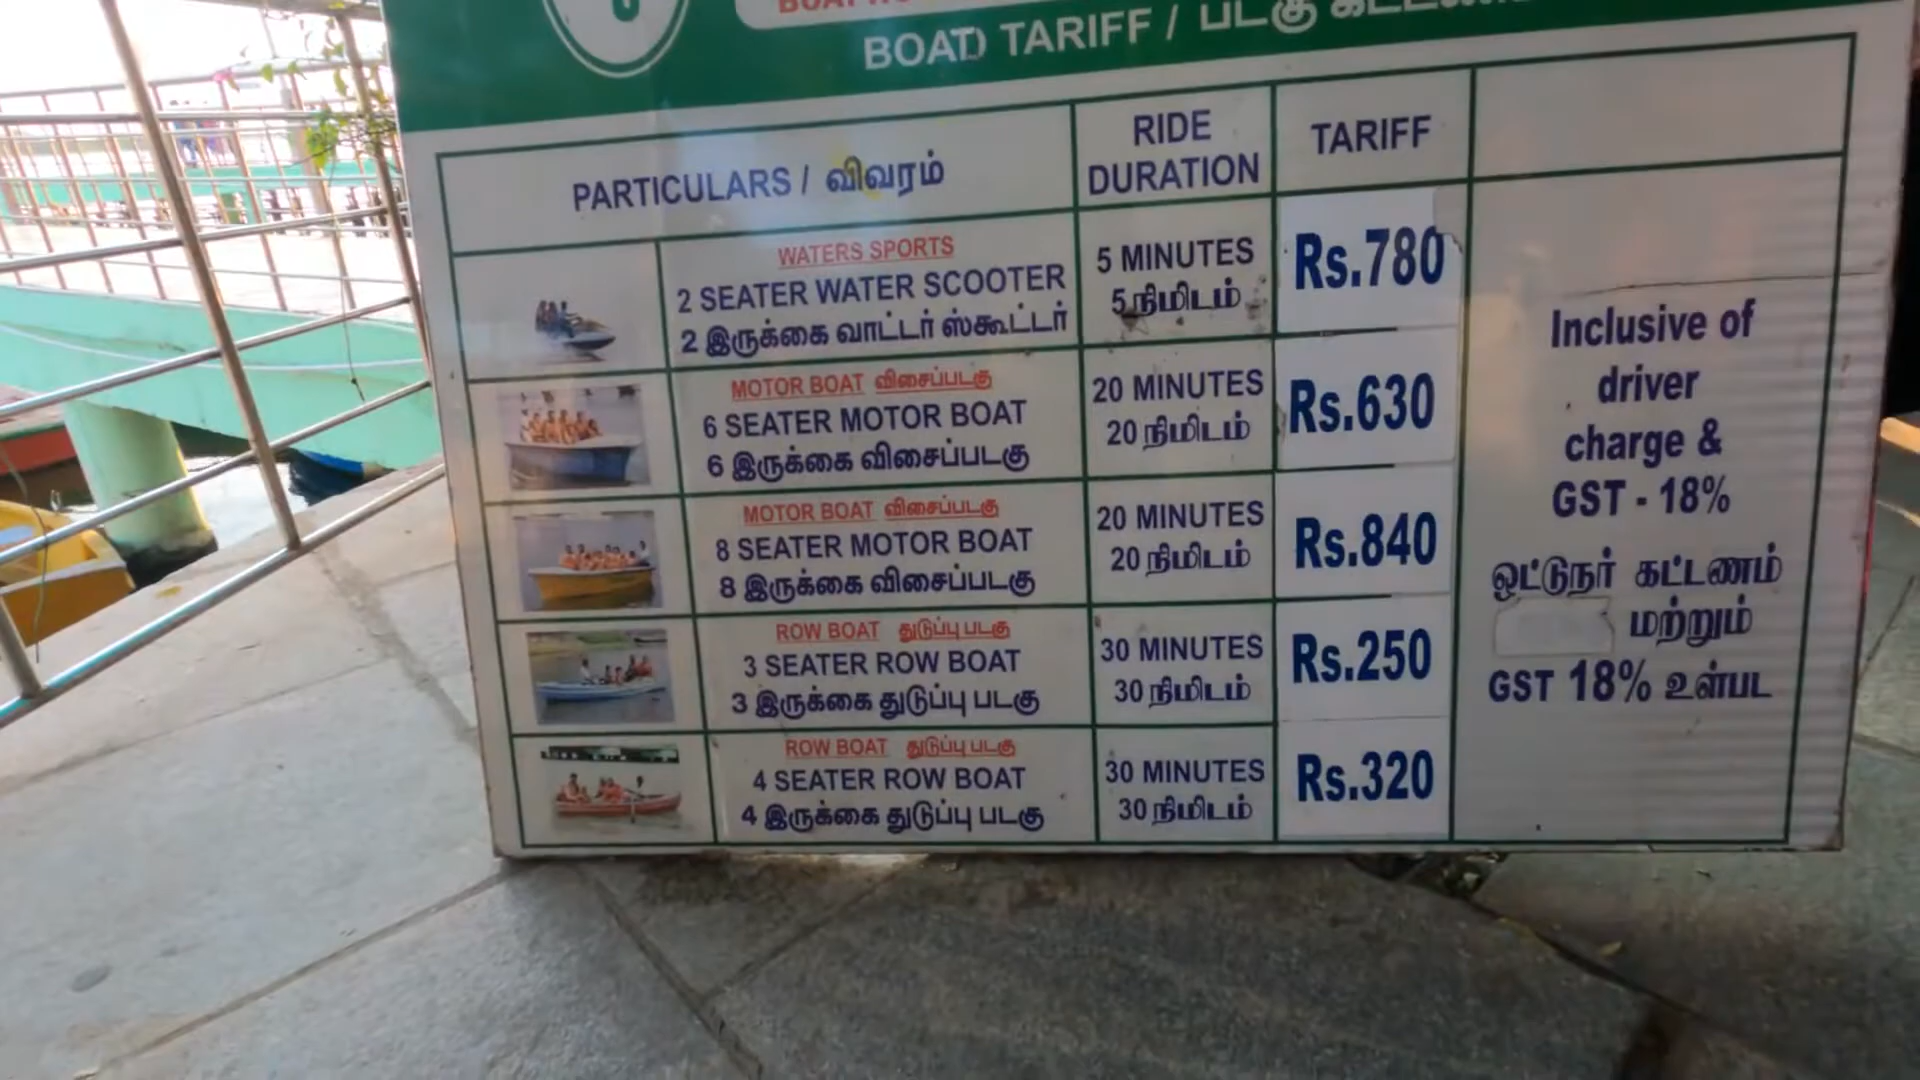 BOAT TARIFF / படகு
PARTICULARS / விவரம்
RIDE
DURATION
TARIFF
WATERS SPORTS
2 SEATER WATER SCOOTER
2 இருக்கை வாட்டர் ஸ்கூட்டர்
5 MINUTES
5 நிமிடம்
Rs.780
MOTOR BOAT விசைப்படகு
6 SEATER MOTOR BOAT
6 இருக்கை விசைப்படகு
20 MINUTES
20 நிமிடம்
Rs.630
MOTOR BOAT விசைப்படகு
8 SEATER MOTOR BOAT
8 இருக்கை விசைப்படகு
20 MINUTES
20 நிமிடம்
Rs.840
ROW BOAT துடுப்பு படகு
3 SEATER ROW BOAT
3 இருக்கை துடுப்பு படகு
30 MINUTES
30 நிமிடம்
Rs.250
ROW BOAT துடுப்பு படகு
4 SEATER ROW BOAT
4 இருக்கை துடுப்பு படகு
30 MINUTES
30 நிமிடம்
Rs.320
Inclusive of
driver
charge &
GST - 18%
ஓட்டுநர் கட்டணம்
மற்றும்
GST 18% உள்பட